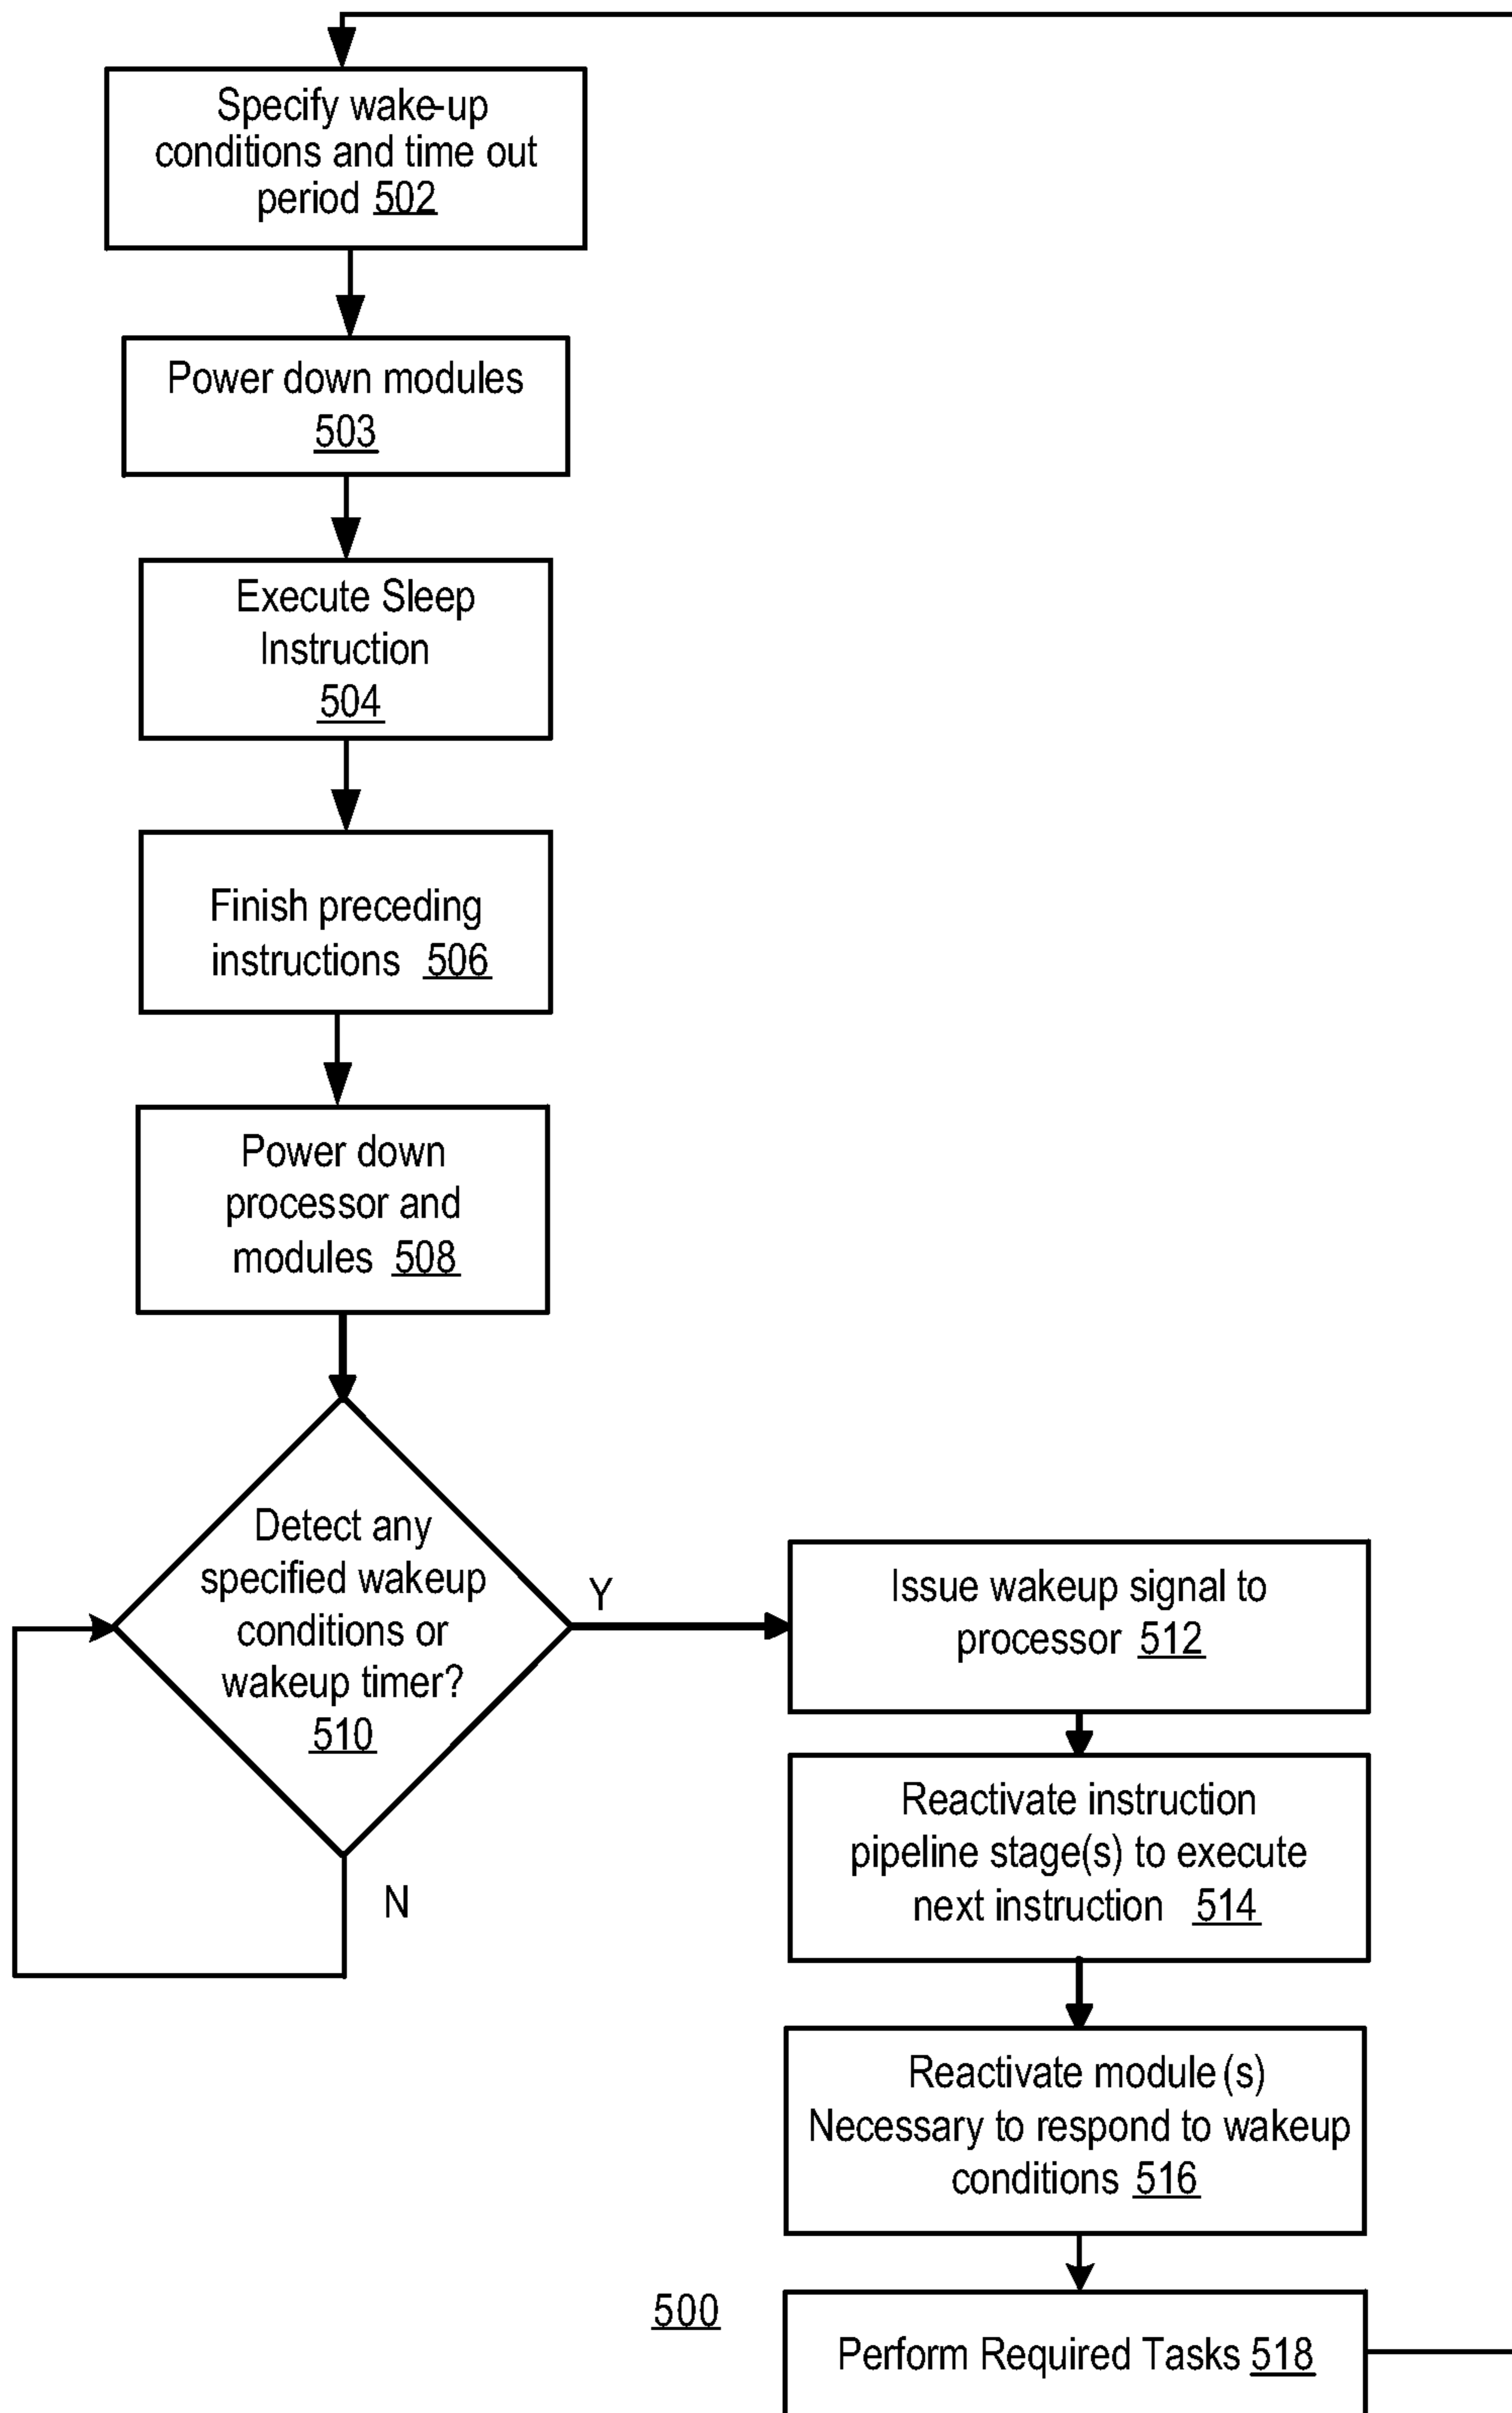 Specify wake-up
conditions and time out
period 502
Power down modules
503
Execute Sleep
Instruction
504
Finish preceding
instructions 506
Power down
processor and
modules 508
Detect any
specified wakeup
conditions or
wakeup timer?
510
Y
N
Issue wakeup signal to
processor 512
Reactivate instruction
pipeline stage(s) to execute
next instruction 514
Reactivate module (s)
Necessary to respond to wakeup
conditions 516
Perform Required Tasks 518
500